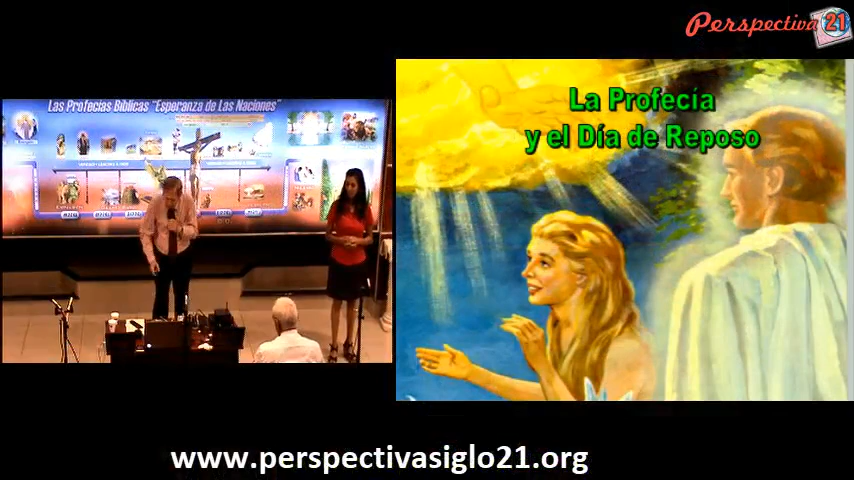 Perspectiva 21
Las Profecías Bíblicas "Esperanza de Las Naciones"
La Profecía
y el Día de Reposo
www.perspectivasiglo21.org